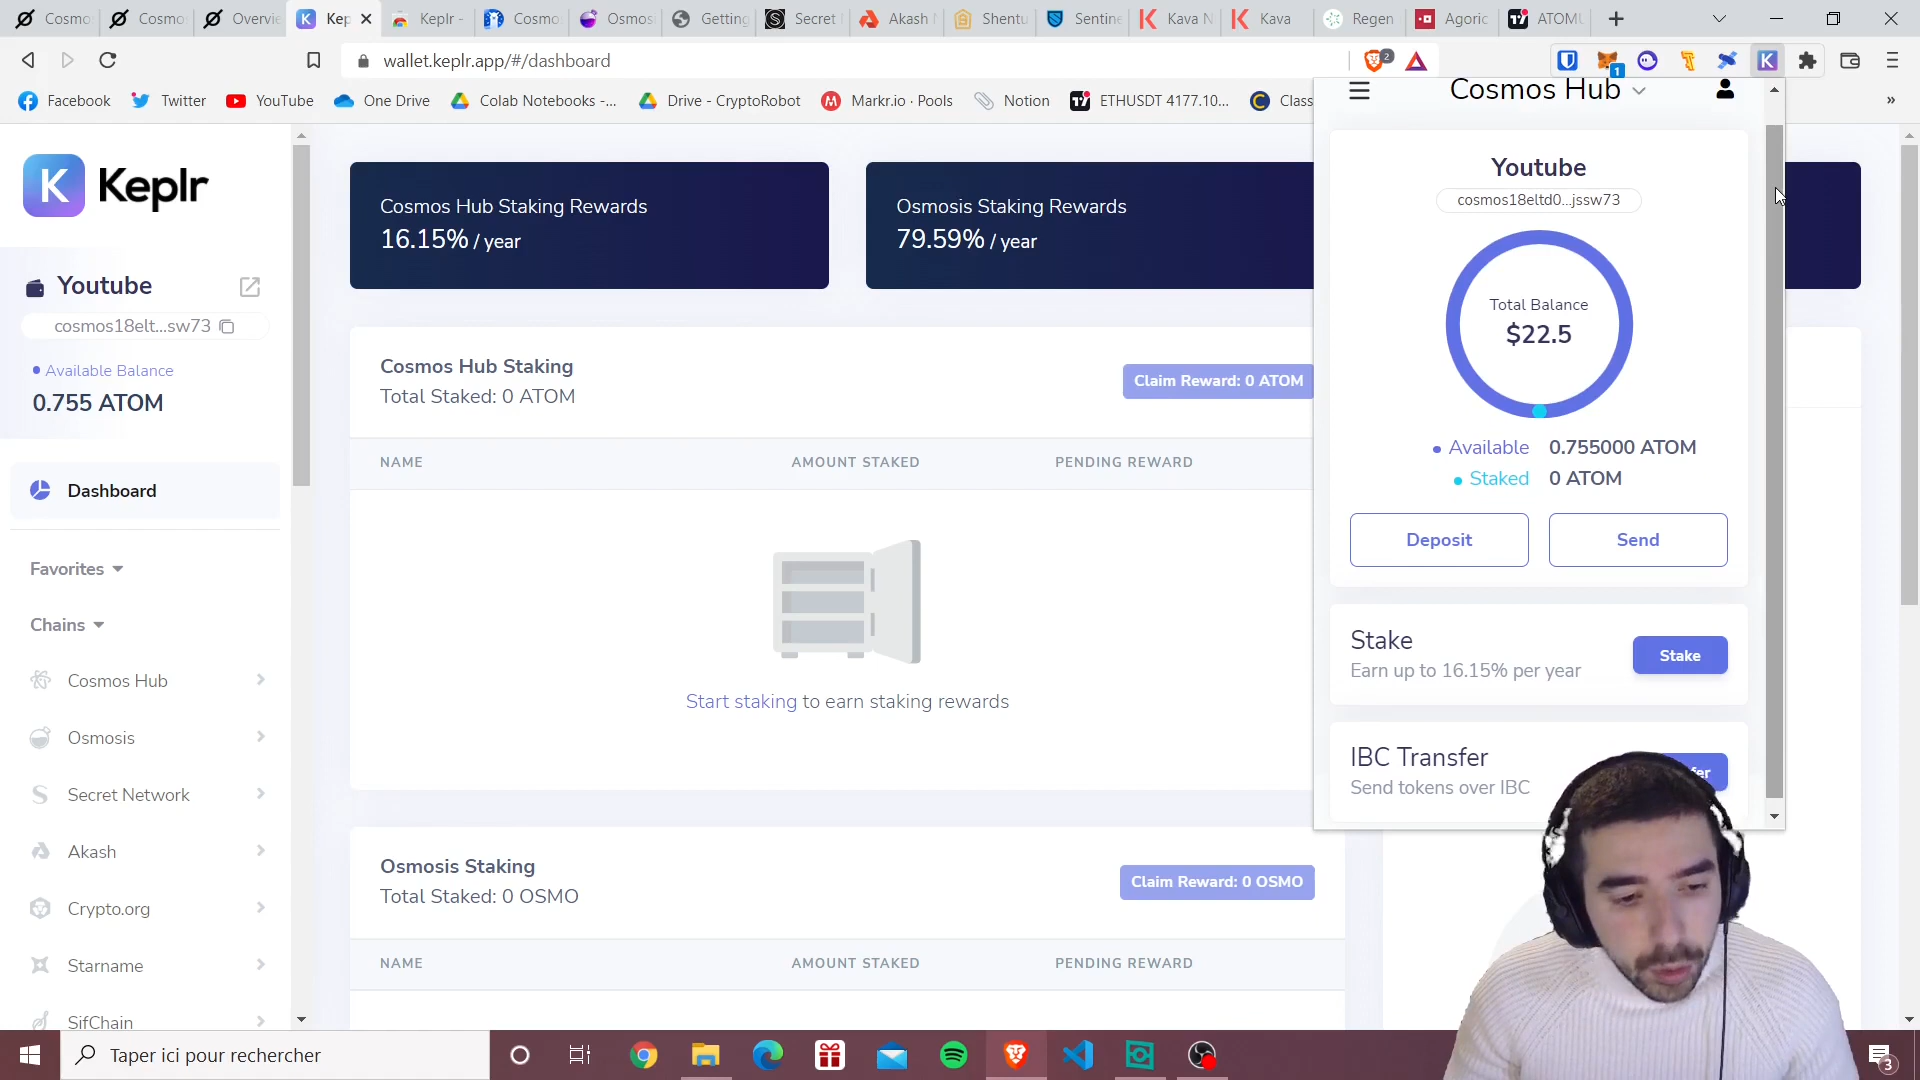 Cosmo
Cosmo
Overvie
Kep
Keplr -
Cosmo
Osmosi
Getting
Secret
Akash
Shentu
Sentine
Kava N
Kava
Regen
Agoric
ATOMU
wallet.keplr.app/#/dashboard
2
1
Facebook
Twitter
YouTube
One Drive
Colab Notebooks -...
Drive - CryptoRobot
Markr.io · Pools
Notion
ETHUSDT 4177.10...
Class
»
Keplr
Youtube
cosmos18elt...sw73
Available Balance
0.755 ATOM
Dashboard
Favorites
Chains
Cosmos Hub
Osmosis
Secret Network
Akash
Crypto.org
Starname
SifChain
Cosmos Hub Staking Rewards
16.15% / year
Osmosis Staking Rewards
79.59% / year
Cosmos Hub Staking
Total Staked: 0 ATOM
Claim Reward: 0 ATOM
NAME AMOUNT STAKED PENDING REWARD
Start staking to earn staking rewards
Osmosis Staking
Total Staked: 0 OSMO
Claim Reward: 0 OSMO
NAME AMOUNT STAKED PENDING REWARD
Cosmos Hub
Youtube
cosmos18eltd0...jssw73
Total Balance
$22.5
Available 0.755000 ATOM
Staked 0 ATOM
Deposit
Send
Stake
Earn up to 16.15% per year
Stake
IBC Transfer
Send tokens over IBC
fer
Taper ici pour rechercher
3